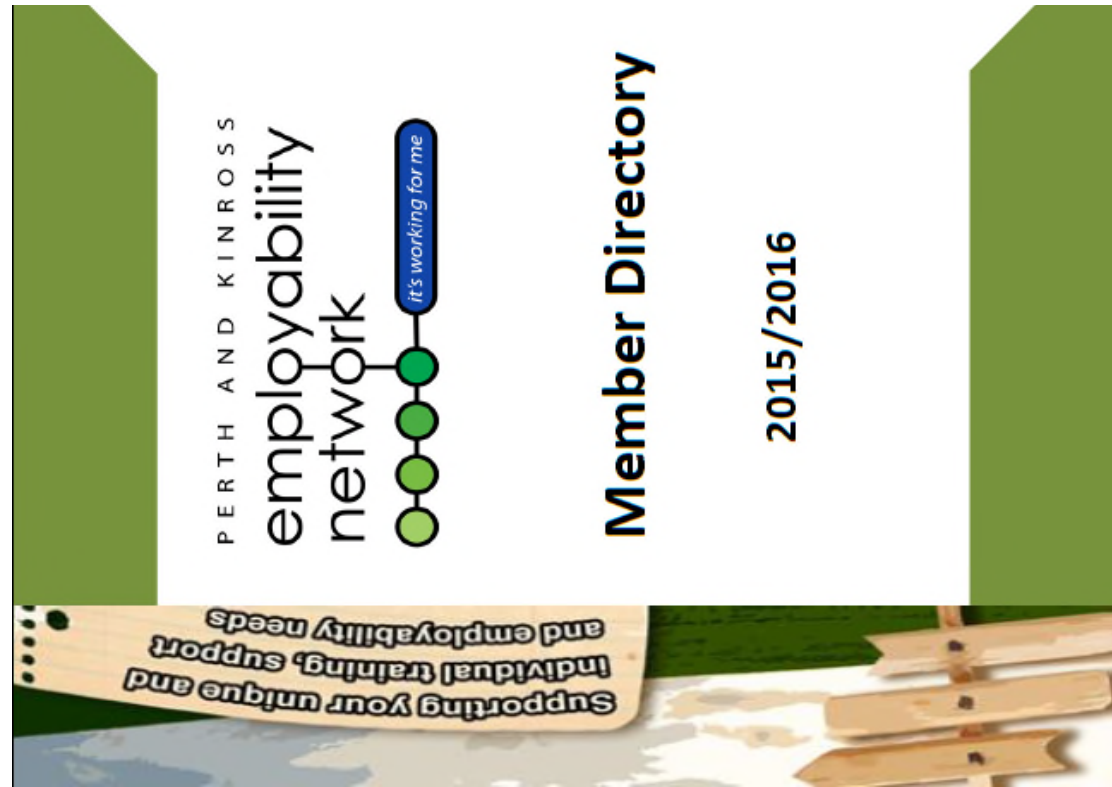 PERTH AND KINROSS
employability
network
it's working for me
Member Directory
2015/2016
Supporting your unique and
individual training, support
and employability needs